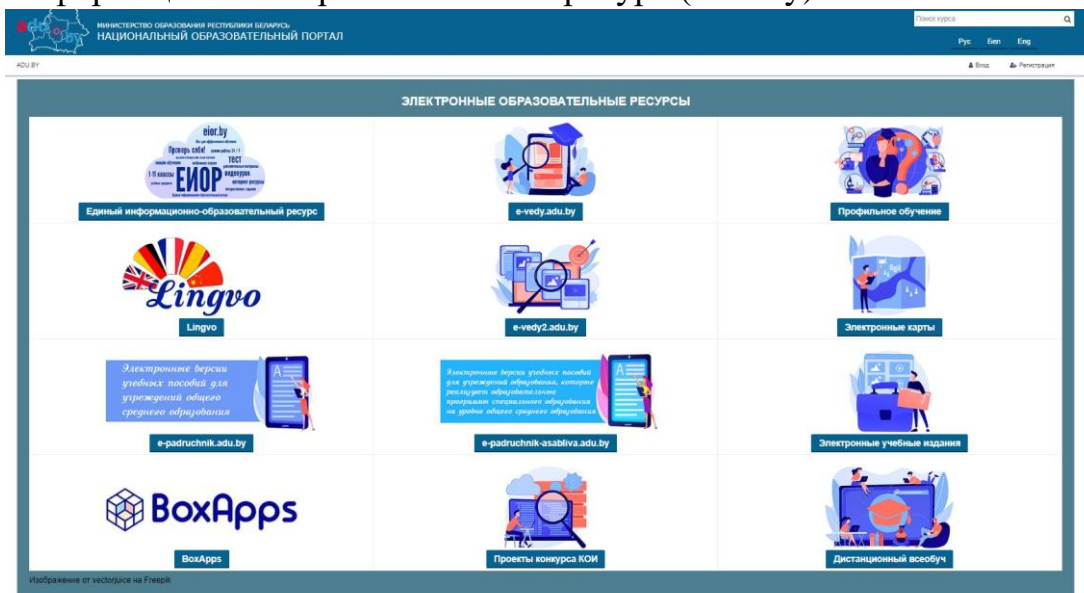 МИНИСТЕРСТВО ОБРАЗОВАНИЯ РЕСПУБЛИКИ БЕЛАРУСЬ
НАЦИОНАЛЬНЫЙ ОБРАЗОВАТЕЛЬНЫЙ ПОРТАЛ
Поиск курса
Рус Бел Eng
ADU BY
Вход Регистрация
ЭЛЕКТРОННЫЕ ОБРАЗОВАТЕЛЬНЫЕ РЕСУРСЫ
eior.by
Проверь себя!
ТЕСТ
1-11 классы
ЕИОР
видеоурок
Единый информационно-образовательный ресурс
e-vedy.adu.by
Профильное обучение
Lingvo
Lingvo
e-vedy2.adu.by
Электронные карты
Электронные версии
учебных пособий для
учреждений общего
среднего образования
e-padruchnik.adu.by
Электронные версии учебных пособий
для учреждений образования, которые
реализуют образовательные
программы специального образования
на уровне общего среднего образования
e-padruchnik-asabliva.adu.by
Электронные учебные издания
BoxApps
BoxApps
Проекты конкурса КОИ
Дистанционный всеобуч
Изображение от vectorjuice на Freepik